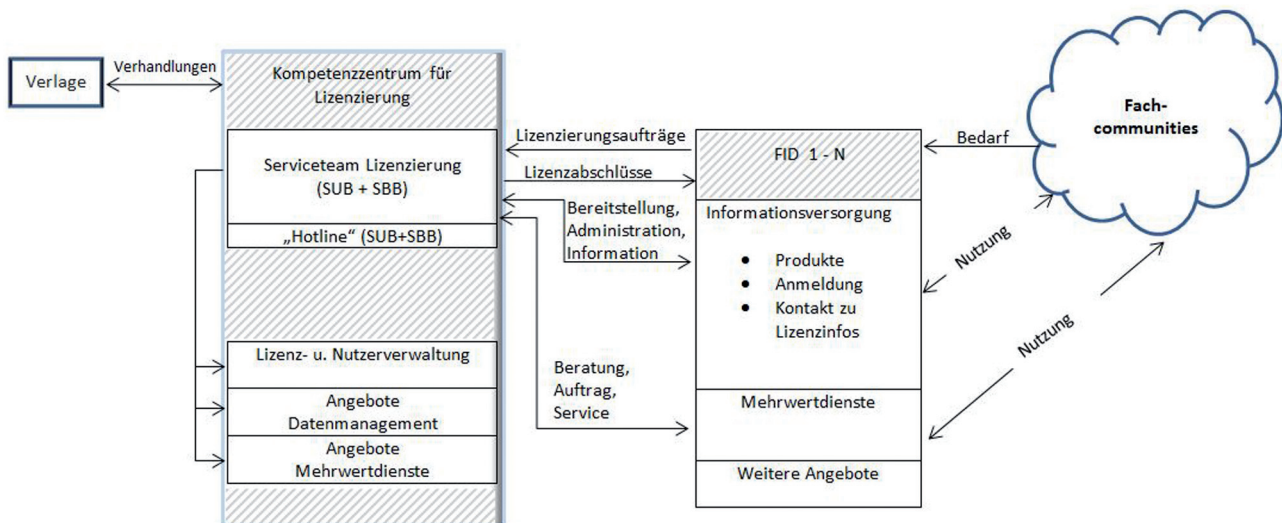 Verlage
Verhandlungen
Kompetenzzentrum für
Lizenzierung
Serviceteam Lizenzierung
(SUB + SBB)
„Hotline“ (SUB+SBB)
Lizenz- u. Nutzerverwaltung
Angebote
Datenmanagement
Angebote
Mehrwertdienste
Lizenzierungsaufträge
Lizenzabschlüsse
Bereitstellung,
Administration,
Information
Beratung,
Auftrag,
Service
FID 1 - N
Informationsversorgung
• Produkte
• Anmeldung
• Kontakt zu
Lizenzinfos
Mehrwertdienste
Weitere Angebote
Bedarf
Nutzung
Nutzung
Fach-
communities